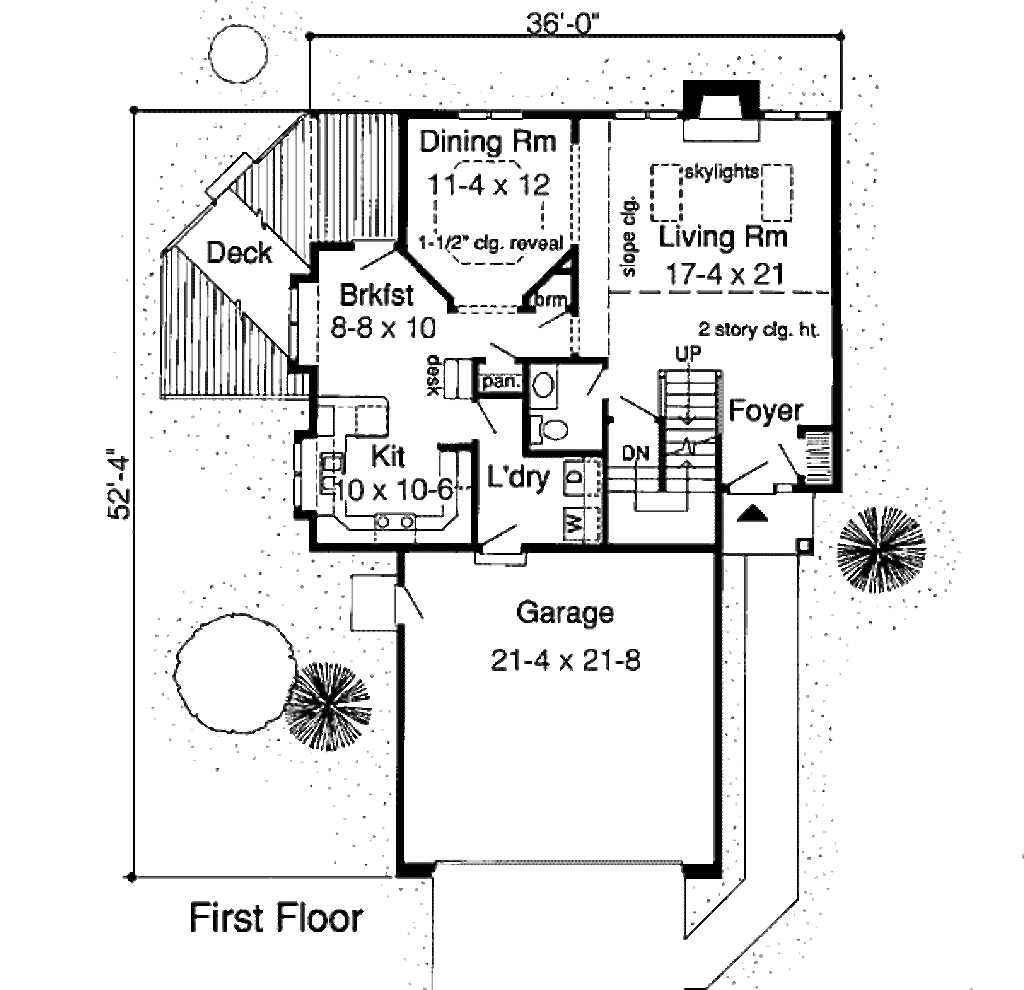 36'-0"
Dining Rm
11-4 x 12
1-1/2" clg. reveal
skylights
slope clg.
Living Rm
17-4 x 21
Deck
Brkfst
8-8 x 10
brm
2 story clg. ht.
UP
desk
pan.
Foyer
Kit
10 x 10-6
L'dry
D
W
DN
52'-4"
Garage
21-4 x 21-8
First Floor